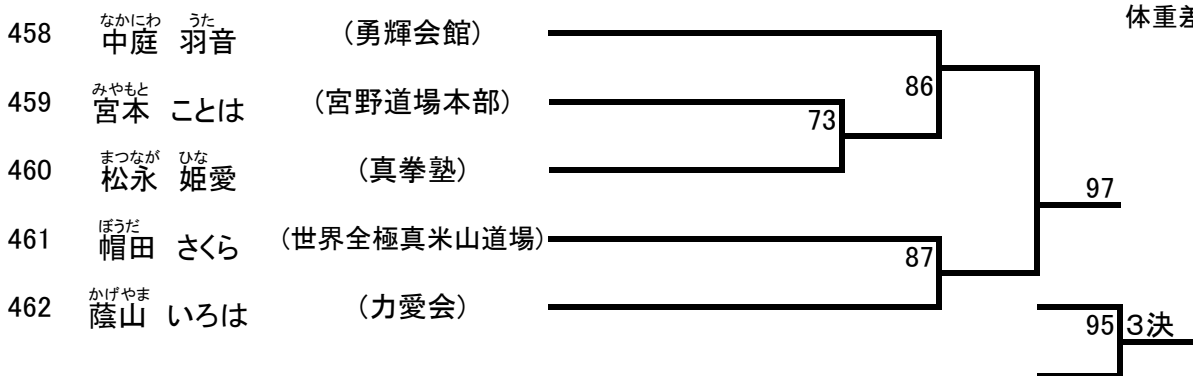 体重差
なかにわ うた
458 中庭 羽音 (勇輝会館)
86
みやもと
459 宮本 ことは (宮野道場本部)
73
まつなが ひな
460 松永 姫愛 (真拳塾)
97
ぼうだ
461 帽田 さくら (世界全極真米山道場)
87
かげやま
462 蔭山 いろは (力愛会)
95 3決